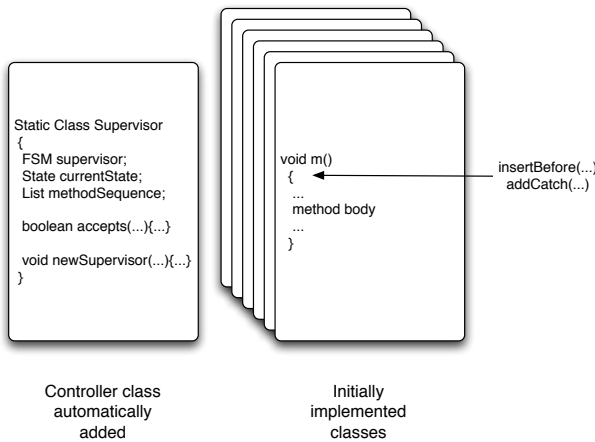 Static Class Supervisor
{
FSM supervisor;
State currentState;
List methodSequence;
boolean accepts(...){...}
void newSupervisor(...){...}
}
void m()
{
...
method body
...
}
insertBefore(...)
addCatch(...)
Controller class
automatically
added
Initially
implemented
classes